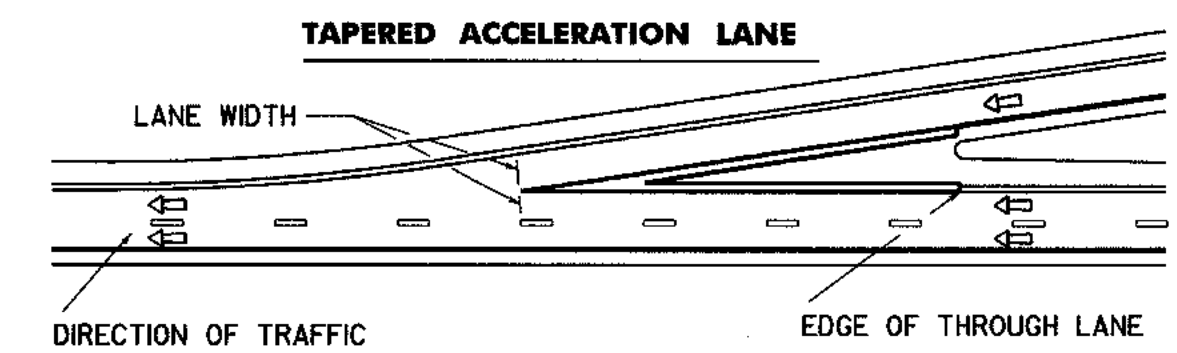 TAPERED ACCELERATION LANE
LANE WIDTH
DIRECTION OF TRAFFIC
EDGE OF THROUGH LANE